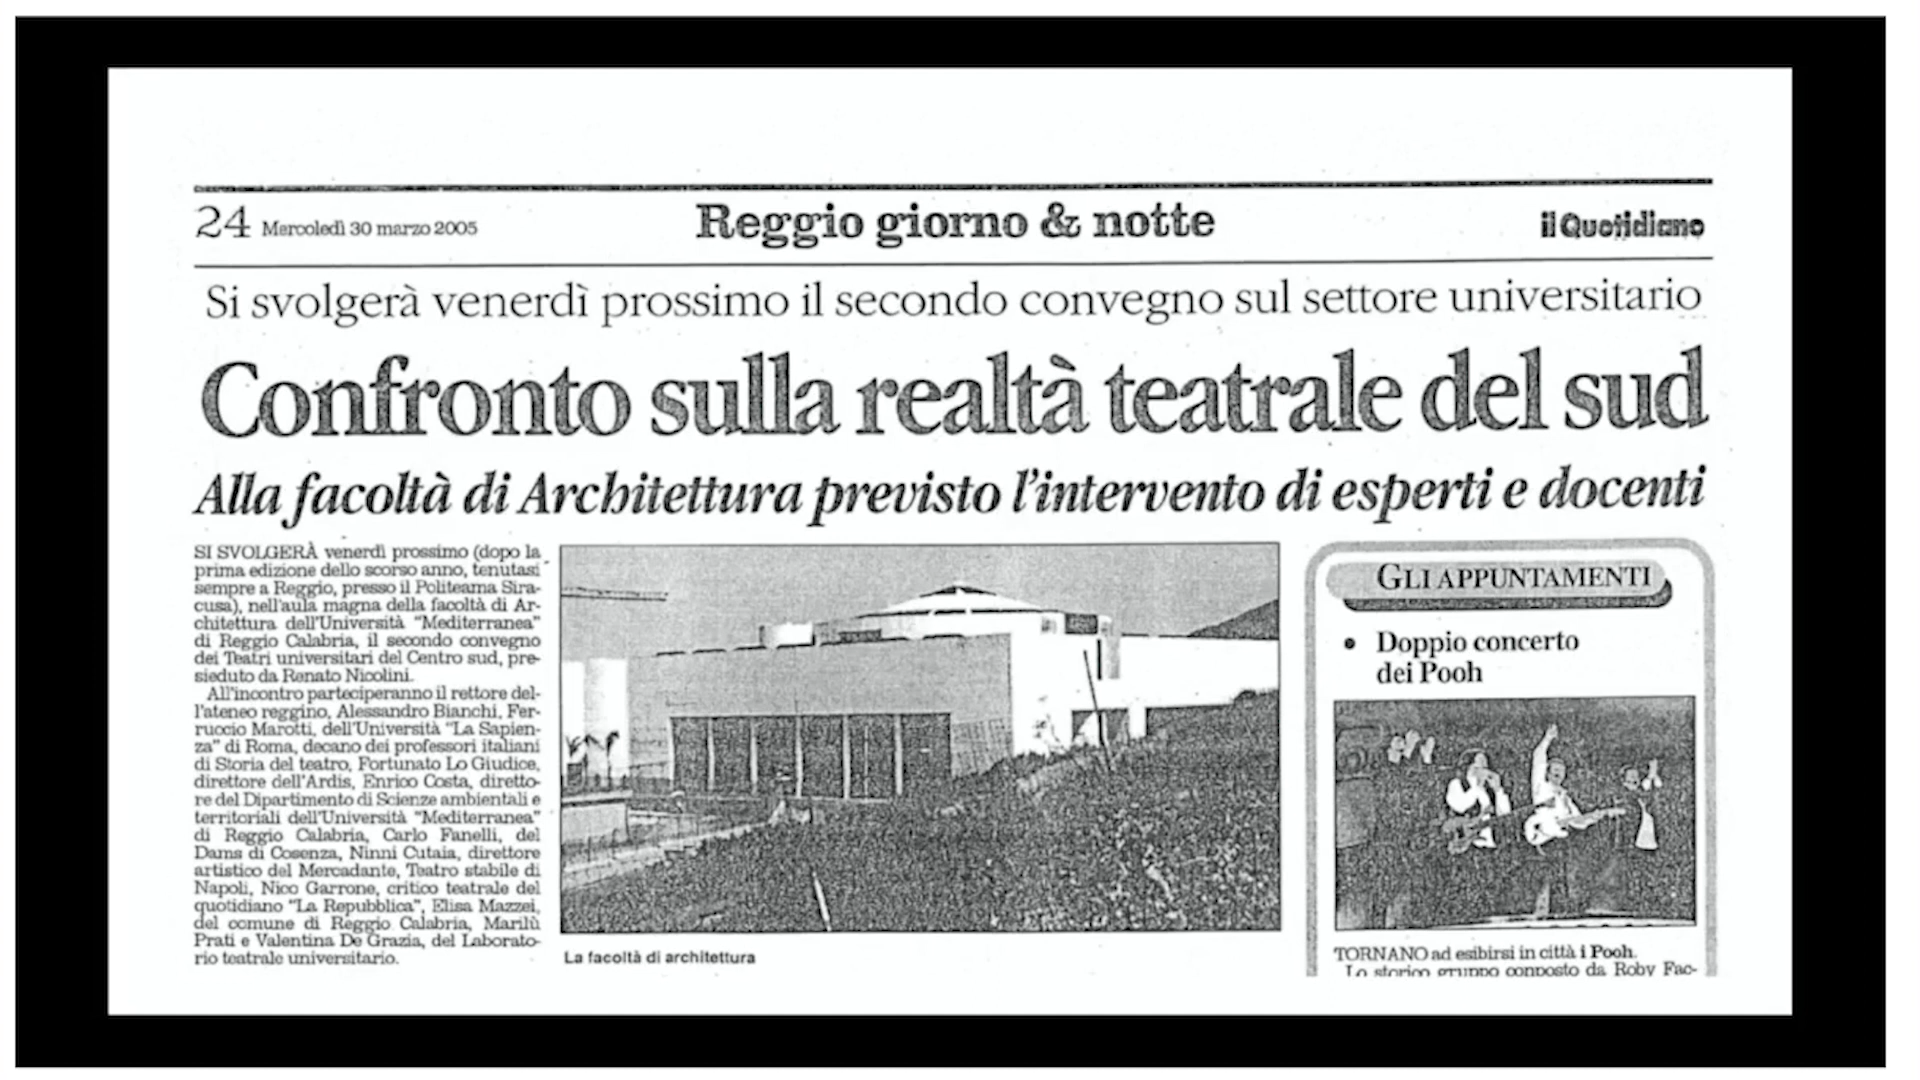 24 Mercoledì 30 marzo 2005
Reggio giorno & notte
il Quotidiano
Si svolgerà venerdì prossimo il secondo convegno sul settore universitario
Confronto sulla realtà teatrale del sud
Alla facoltà di Architettura previsto l'intervento di esperti e docenti
SI SVOLGERÀ venerdì prossimo (dopo la
prima edizione dello scorso anno, tenutasi
sempre a Reggio, presso il Politeama Sira-
cusa), nell'aula magna della facoltà di Ar-
chitettura dell'Università "Mediterranea"
di Reggio Calabria, il secondo convegno
dei Teatri universitari del Centro sud, pre-
sieduto da Renato Nicolini.
All'incontro parteciperanno il rettore del-
l'ateneo reggino, Alessandro Bianchi, Fer-
ruccio Marotti, dell'Università "La Sapien-
za" di Roma, decano dei professori italiani
di Storia del teatro, Fortunato Lo Giudice,
direttore dell'Ardis, Enrico Costa, diretto-
re del Dipartimento di Scienze ambientali e
territoriali dell'Università "Mediterranea"
di Reggio Calabria, Carlo Fanelli, del
Dams di Cosenza, Ninni Cutaia, direttore
artistico del Mercadante, Teatro stabile di
Napoli, Nico Garrone, critico teatrale del
quotidiano "La Repubblica", Elisa Mazzei,
del comune di Reggio Calabria, Marilù
Prati e Valentina De Grazia, del Laborato-
rio teatrale universitario.
La facoltà di architettura
GLI APPUNTAMENTI
• Doppio concerto
dei Pooh
TORNANO ad esibirsi in città i Pooh.
Lo storico gruppo conposto da Roby Fac-